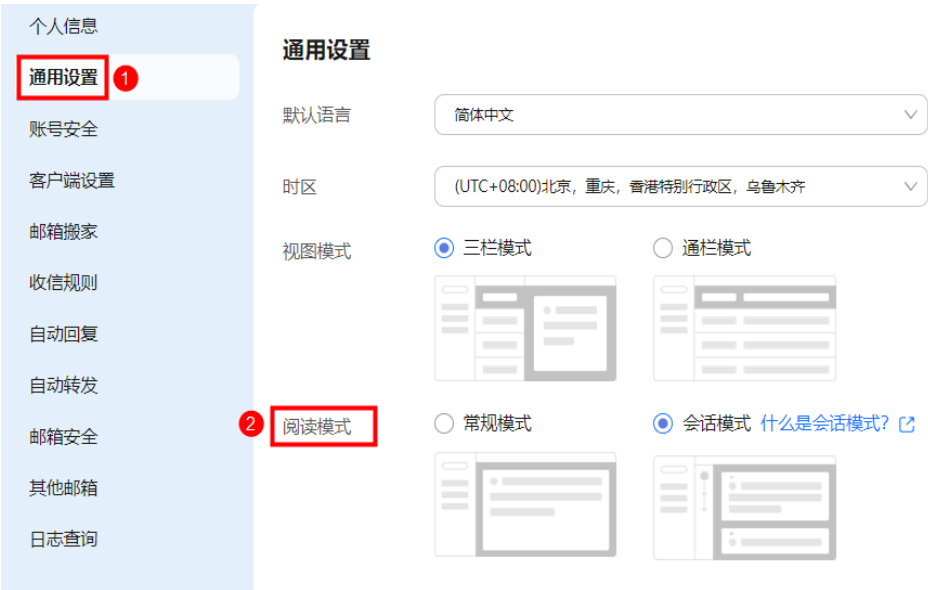 个人信息
通用设置 1
账号安全
客户端设置
邮箱搬家
收信规则
自动回复
自动转发
邮箱安全
其他邮箱
日志查询
通用设置
默认语言 简体中文
时区 (UTC+08:00)北京，重庆，香港特别行政区，乌鲁木齐
视图模式 三栏模式 通栏模式
2 阅读模式 常规模式 会话模式 什么是会话模式?